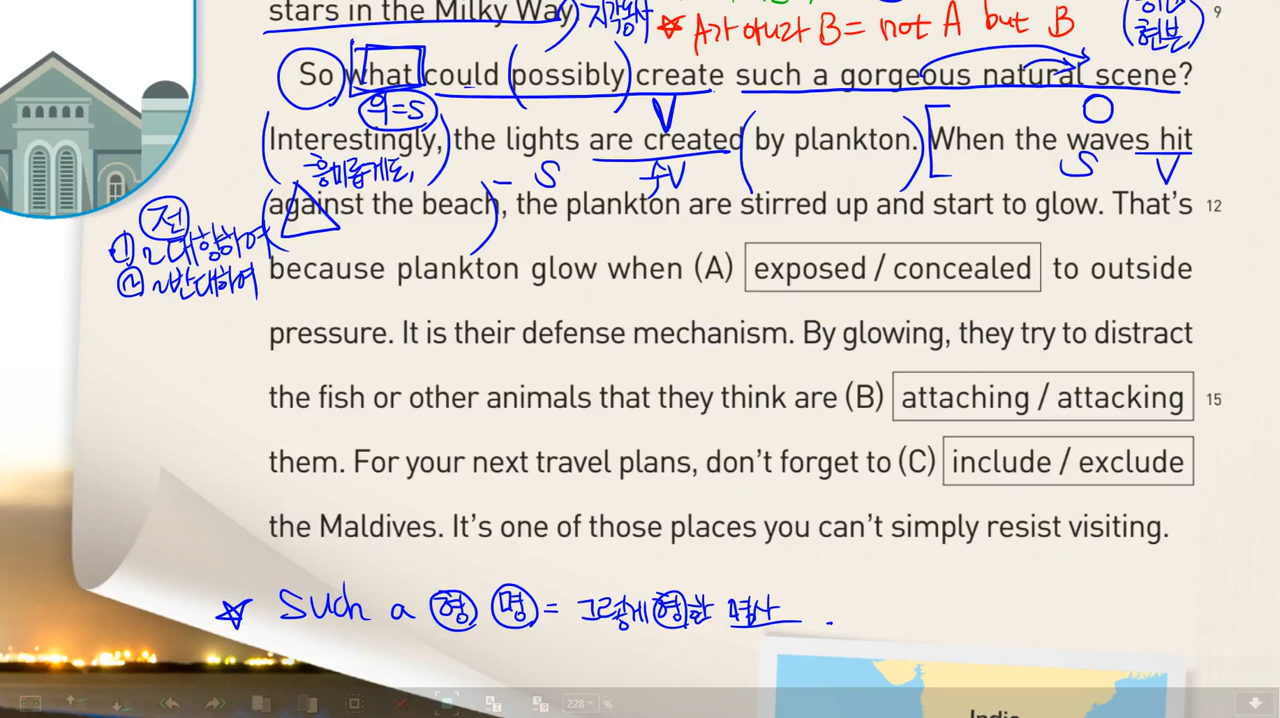 stars in the Milky Way) 지각동사 ★ A가 아니라 B = not A but B 9
So what could (possibly) create such a gorgeous natural scene?
의=S V O
(Interestingly,) the lights are created (by plankton.) [When the waves hit
흥미롭게도, S fV S V
(against the beach), the plankton are stirred up and start to glow. That's 12
전
① ~대항하여
② ~반대하여
because plankton glow when (A) exposed / concealed to outside
pressure. It is their defense mechanism. By glowing, they try to distract
the fish or other animals that they think are (B) attaching / attacking 15
them. For your next travel plans, don't forget to (C) include / exclude
the Maldives. It's one of those places you can't simply resist visiting.
☆ Such a 형 명 = 그렇게 형한 명사.
India
228 %